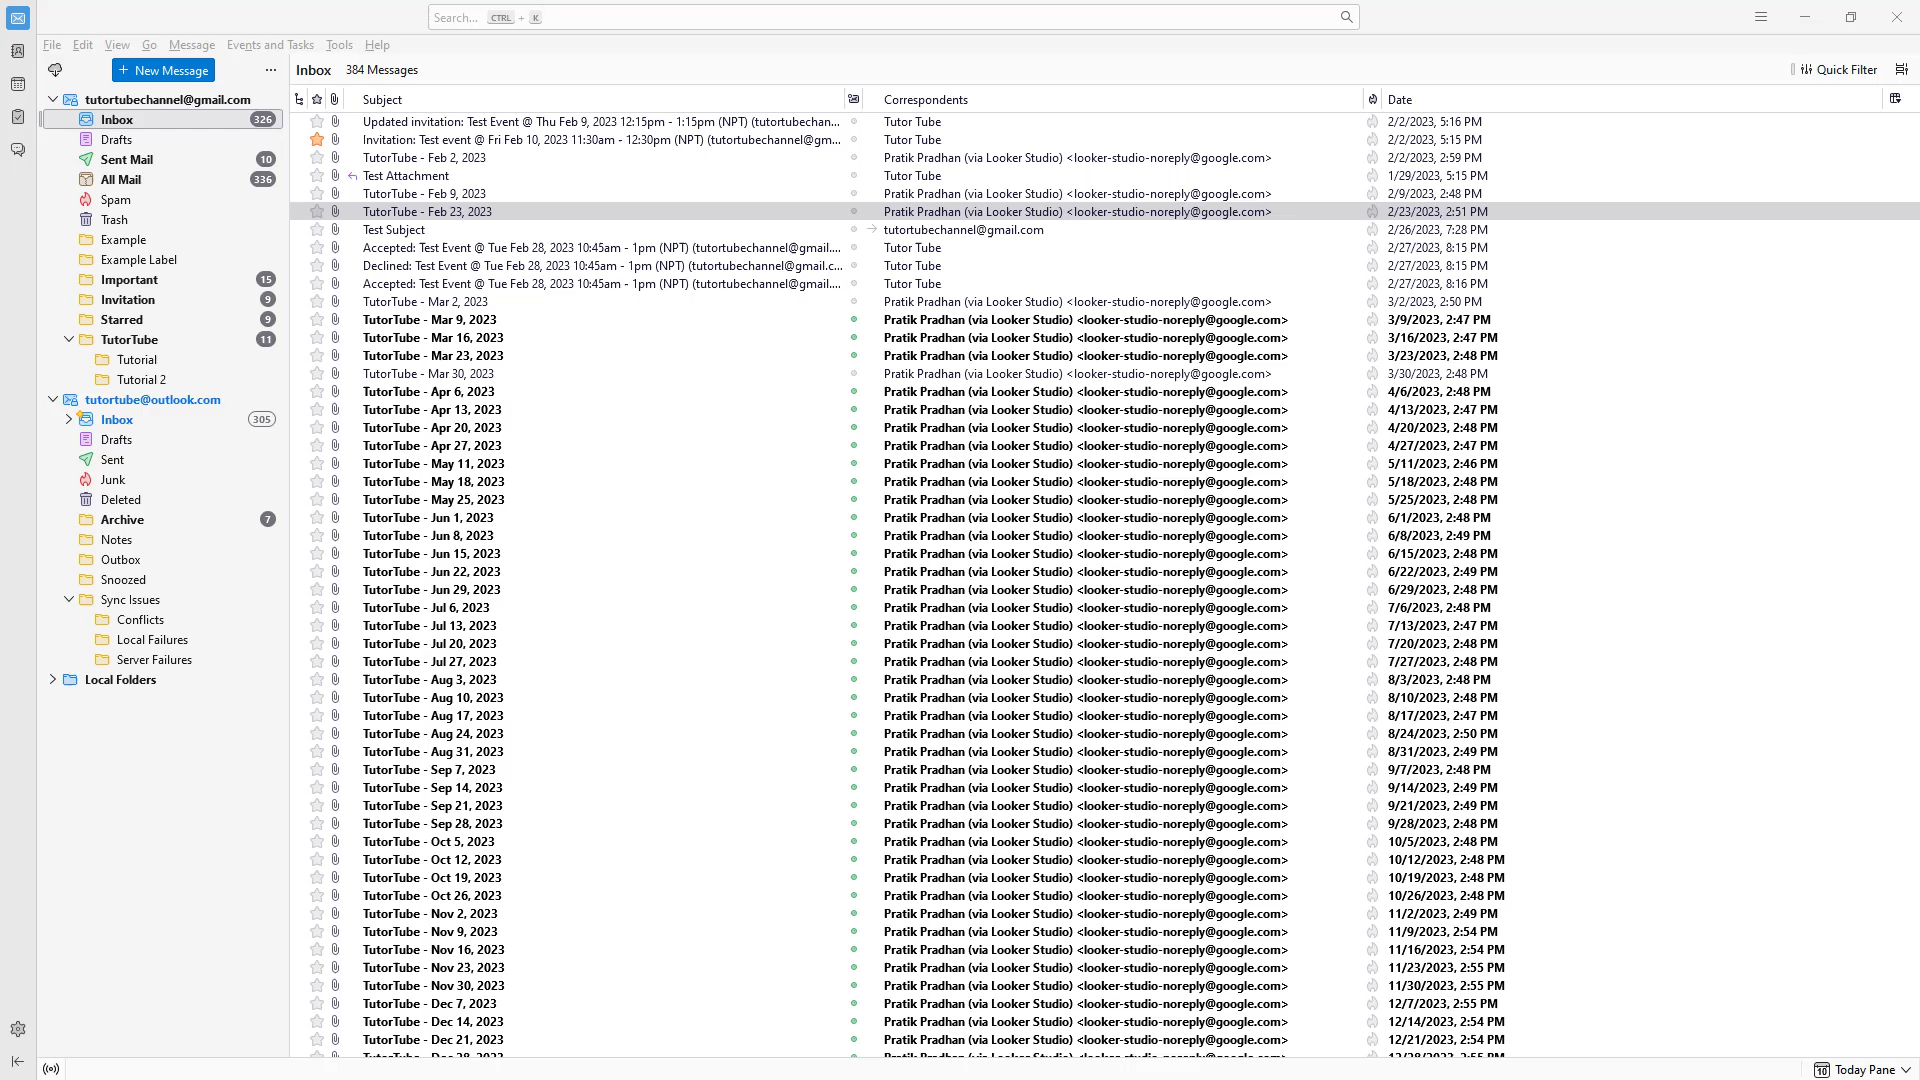 Search... CTRL + K
File Edit View Go Message Events and Tasks Tools Help
New Message
Inbox 384 Messages
Quick Filter
Subject Correspondents Date
tutortubechannel@gmail.com
Inbox 326
Drafts
Sent Mail 10
All Mail 336
Spam
Trash
Example
Example Label
Important 15
Invitation 9
Starred 9
TutorTube 11
Tutorial
Tutorial 2
tutortube@outlook.com
Inbox 305
Drafts
Sent
Junk
Deleted
Archive 7
Notes
Outbox
Snoozed
Sync Issues
Conflicts
Local Failures
Server Failures
Local Folders
Updated invitation: Test Event @ Thu Feb 9, 2023 12:15pm - 1:15pm (NPT) (tutortubechan... Tutor Tube 2/2/2023, 5:16 PM
Invitation: Test event @ Fri Feb 10, 2023 11:30am - 12:30pm (NPT) (tutortubechannel@gm... Tutor Tube 2/2/2023, 5:15 PM
TutorTube - Feb 2, 2023 Pratik Pradhan (via Looker Studio) <looker-studio-noreply@google.com> 2/2/2023, 2:59 PM
Test Attachment Tutor Tube 1/29/2023, 5:15 PM
TutorTube - Feb 9, 2023 Pratik Pradhan (via Looker Studio) <looker-studio-noreply@google.com> 2/9/2023, 2:48 PM
TutorTube - Feb 23, 2023 Pratik Pradhan (via Looker Studio) <looker-studio-noreply@google.com> 2/23/2023, 2:51 PM
Test Subject tutortubechannel@gmail.com 2/26/2023, 7:28 PM
Accepted: Test Event @ Tue Feb 28, 2023 10:45am - 1pm (NPT) (tutortubechannel@gmail.... Tutor Tube 2/27/2023, 8:15 PM
Declined: Test Event @ Tue Feb 28, 2023 10:45am - 1pm (NPT) (tutortubechannel@gmail.c... Tutor Tube 2/27/2023, 8:15 PM
Accepted: Test Event @ Tue Feb 28, 2023 10:45am - 1pm (NPT) (tutortubechannel@gmail.... Tutor Tube 2/27/2023, 8:16 PM
TutorTube - Mar 2, 2023 Pratik Pradhan (via Looker Studio) <looker-studio-noreply@google.com> 3/2/2023, 2:50 PM
TutorTube - Mar 9, 2023 Pratik Pradhan (via Looker Studio) <looker-studio-noreply@google.com> 3/9/2023, 2:47 PM
TutorTube - Mar 16, 2023 Pratik Pradhan (via Looker Studio) <looker-studio-noreply@google.com> 3/16/2023, 2:47 PM
TutorTube - Mar 23, 2023 Pratik Pradhan (via Looker Studio) <looker-studio-noreply@google.com> 3/23/2023, 2:48 PM
TutorTube - Mar 30, 2023 Pratik Pradhan (via Looker Studio) <looker-studio-noreply@google.com> 3/30/2023, 2:48 PM
TutorTube - Apr 6, 2023 Pratik Pradhan (via Looker Studio) <looker-studio-noreply@google.com> 4/6/2023, 2:48 PM
TutorTube - Apr 13, 2023 Pratik Pradhan (via Looker Studio) <looker-studio-noreply@google.com> 4/13/2023, 2:47 PM
TutorTube - Apr 20, 2023 Pratik Pradhan (via Looker Studio) <looker-studio-noreply@google.com> 4/20/2023, 2:48 PM
TutorTube - Apr 27, 2023 Pratik Pradhan (via Looker Studio) <looker-studio-noreply@google.com> 4/27/2023, 2:47 PM
TutorTube - May 11, 2023 Pratik Pradhan (via Looker Studio) <looker-studio-noreply@google.com> 5/11/2023, 2:46 PM
TutorTube - May 18, 2023 Pratik Pradhan (via Looker Studio) <looker-studio-noreply@google.com> 5/18/2023, 2:48 PM
TutorTube - May 25, 2023 Pratik Pradhan (via Looker Studio) <looker-studio-noreply@google.com> 5/25/2023, 2:48 PM
TutorTube - Jun 1, 2023 Pratik Pradhan (via Looker Studio) <looker-studio-noreply@google.com> 6/1/2023, 2:48 PM
TutorTube - Jun 8, 2023 Pratik Pradhan (via Looker Studio) <looker-studio-noreply@google.com> 6/8/2023, 2:49 PM
TutorTube - Jun 15, 2023 Pratik Pradhan (via Looker Studio) <looker-studio-noreply@google.com> 6/15/2023, 2:48 PM
TutorTube - Jun 22, 2023 Pratik Pradhan (via Looker Studio) <looker-studio-noreply@google.com> 6/22/2023, 2:49 PM
TutorTube - Jun 29, 2023 Pratik Pradhan (via Looker Studio) <looker-studio-noreply@google.com> 6/29/2023, 2:48 PM
TutorTube - Jul 6, 2023 Pratik Pradhan (via Looker Studio) <looker-studio-noreply@google.com> 7/6/2023, 2:48 PM
TutorTube - Jul 13, 2023 Pratik Pradhan (via Looker Studio) <looker-studio-noreply@google.com> 7/13/2023, 2:47 PM
TutorTube - Jul 20, 2023 Pratik Pradhan (via Looker Studio) <looker-studio-noreply@google.com> 7/20/2023, 2:48 PM
TutorTube - Jul 27, 2023 Pratik Pradhan (via Looker Studio) <looker-studio-noreply@google.com> 7/27/2023, 2:48 PM
TutorTube - Aug 3, 2023 Pratik Pradhan (via Looker Studio) <looker-studio-noreply@google.com> 8/3/2023, 2:48 PM
TutorTube - Aug 10, 2023 Pratik Pradhan (via Looker Studio) <looker-studio-noreply@google.com> 8/10/2023, 2:48 PM
TutorTube - Aug 17, 2023 Pratik Pradhan (via Looker Studio) <looker-studio-noreply@google.com> 8/17/2023, 2:47 PM
TutorTube - Aug 24, 2023 Pratik Pradhan (via Looker Studio) <looker-studio-noreply@google.com> 8/24/2023, 2:50 PM
TutorTube - Aug 31, 2023 Pratik Pradhan (via Looker Studio) <looker-studio-noreply@google.com> 8/31/2023, 2:49 PM
TutorTube - Sep 7, 2023 Pratik Pradhan (via Looker Studio) <looker-studio-noreply@google.com> 9/7/2023, 2:48 PM
TutorTube - Sep 14, 2023 Pratik Pradhan (via Looker Studio) <looker-studio-noreply@google.com> 9/14/2023, 2:49 PM
TutorTube - Sep 21, 2023 Pratik Pradhan (via Looker Studio) <looker-studio-noreply@google.com> 9/21/2023, 2:49 PM
TutorTube - Sep 28, 2023 Pratik Pradhan (via Looker Studio) <looker-studio-noreply@google.com> 9/28/2023, 2:48 PM
TutorTube - Oct 5, 2023 Pratik Pradhan (via Looker Studio) <looker-studio-noreply@google.com> 10/5/2023, 2:48 PM
TutorTube - Oct 12, 2023 Pratik Pradhan (via Looker Studio) <looker-studio-noreply@google.com> 10/12/2023, 2:48 PM
TutorTube - Oct 19, 2023 Pratik Pradhan (via Looker Studio) <looker-studio-noreply@google.com> 10/19/2023, 2:48 PM
TutorTube - Oct 26, 2023 Pratik Pradhan (via Looker Studio) <looker-studio-noreply@google.com> 10/26/2023, 2:48 PM
TutorTube - Nov 2, 2023 Pratik Pradhan (via Looker Studio) <looker-studio-noreply@google.com> 11/2/2023, 2:49 PM
TutorTube - Nov 9, 2023 Pratik Pradhan (via Looker Studio) <looker-studio-noreply@google.com> 11/9/2023, 2:54 PM
TutorTube - Nov 16, 2023 Pratik Pradhan (via Looker Studio) <looker-studio-noreply@google.com> 11/16/2023, 2:54 PM
TutorTube - Nov 23, 2023 Pratik Pradhan (via Looker Studio) <looker-studio-noreply@google.com> 11/23/2023, 2:55 PM
TutorTube - Nov 30, 2023 Pratik Pradhan (via Looker Studio) <looker-studio-noreply@google.com> 11/30/2023, 2:55 PM
TutorTube - Dec 7, 2023 Pratik Pradhan (via Looker Studio) <looker-studio-noreply@google.com> 12/7/2023, 2:55 PM
TutorTube - Dec 14, 2023 Pratik Pradhan (via Looker Studio) <looker-studio-noreply@google.com> 12/14/2023, 2:54 PM
TutorTube - Dec 21, 2023 Pratik Pradhan (via Looker Studio) <looker-studio-noreply@google.com> 12/21/2023, 2:54 PM
10 Today Pane